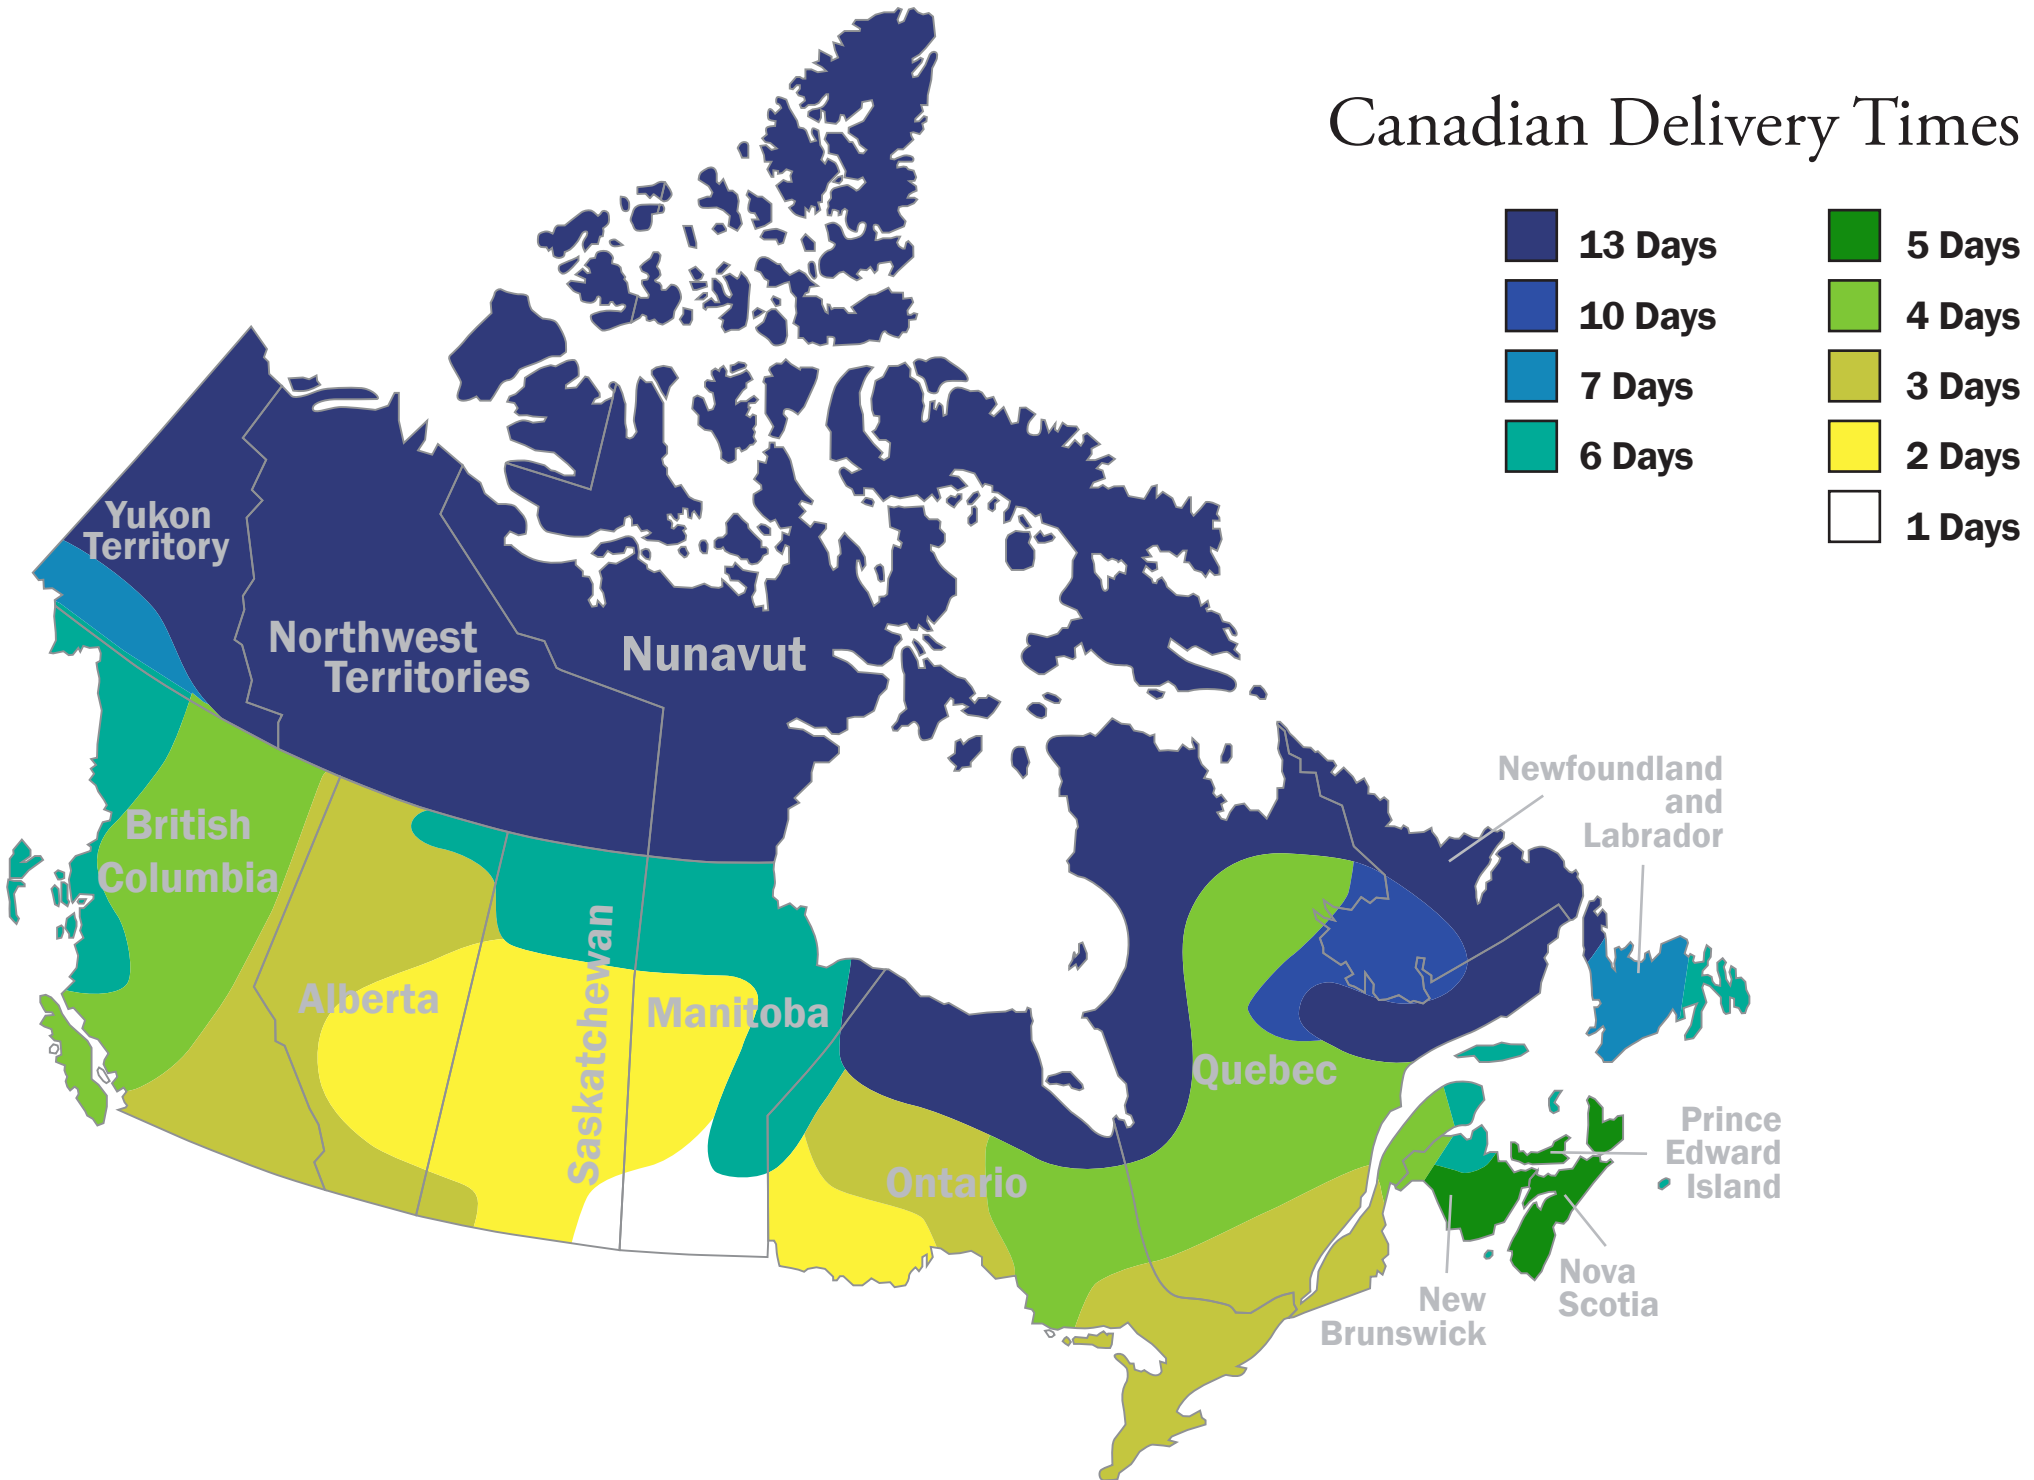 Canadian Delivery Times
13 Days
10 Days
7 Days
6 Days
5 Days
4 Days
3 Days
2 Days
1 Days
Yukon
Territory
Northwest
Territories
Nunavut
British
Columbia
Alberta
Saskatchewan
Manitoba
Ontario
Quebec
Newfoundland
and
Labrador
Prince
Edward
Island
Nova
Scotia
New
Brunswick